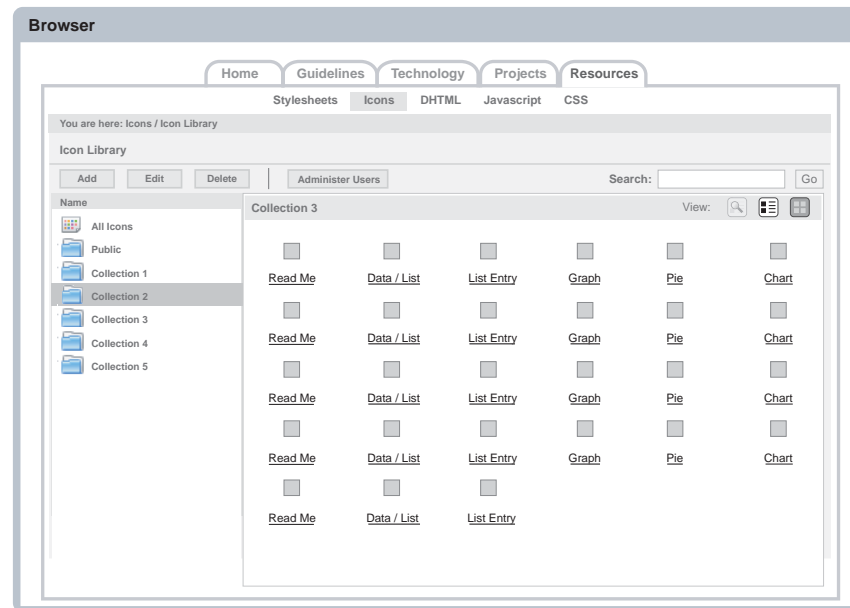 Browser
Home Guidelines Technology Projects Resources
Stylesheets Icons DHTML Javascript CSS
You are here: Icons / Icon Library
Icon Library
Add Edit Delete Administer Users Search: Go
Name
All Icons
Public
Collection 1
Collection 2
Collection 3
Collection 4
Collection 5
Collection 3 View:
Read Me Data / List List Entry Graph Pie Chart
Read Me Data / List List Entry Graph Pie Chart
Read Me Data / List List Entry Graph Pie Chart
Read Me Data / List List Entry Graph Pie Chart
Read Me Data / List List Entry